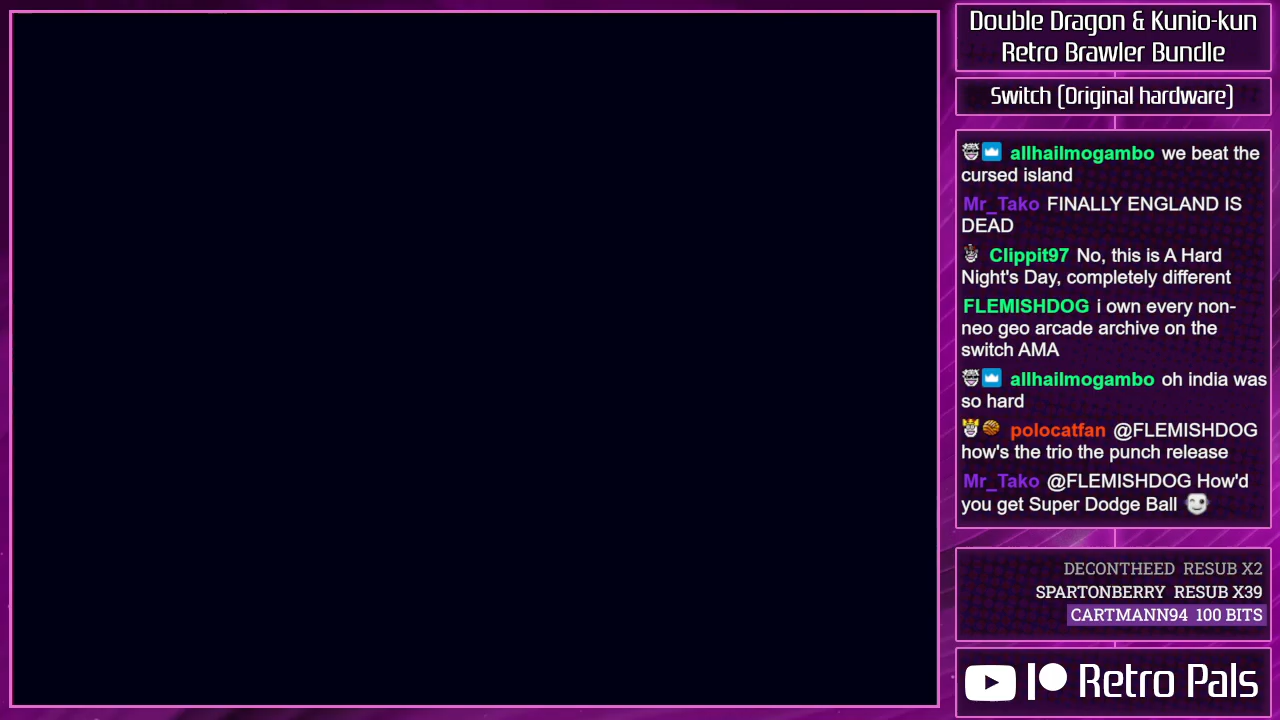 Double Dragon & Kunio-kun
Retro Brawler Bundle
Switch (Original hardware)
allhailmogambo we beat the
cursed island
Mr_Tako FINALLY ENGLAND IS
DEAD
Clippit97 No, this is A Hard
Night's Day, completely different
FLEMISHDOG i own every non-
neo geo arcade archive on the
switch AMA
allhailmogambo oh india was
so hard
polocatfan @FLEMISHDOG
how's the trio the punch release
Mr_Tako @FLEMISHDOG How'd
you get Super Dodge Ball
DECONTHEED RESUB X2
SPARTONBERRY RESUB X39
CARTMANN94 100 BITS
Retro Pals